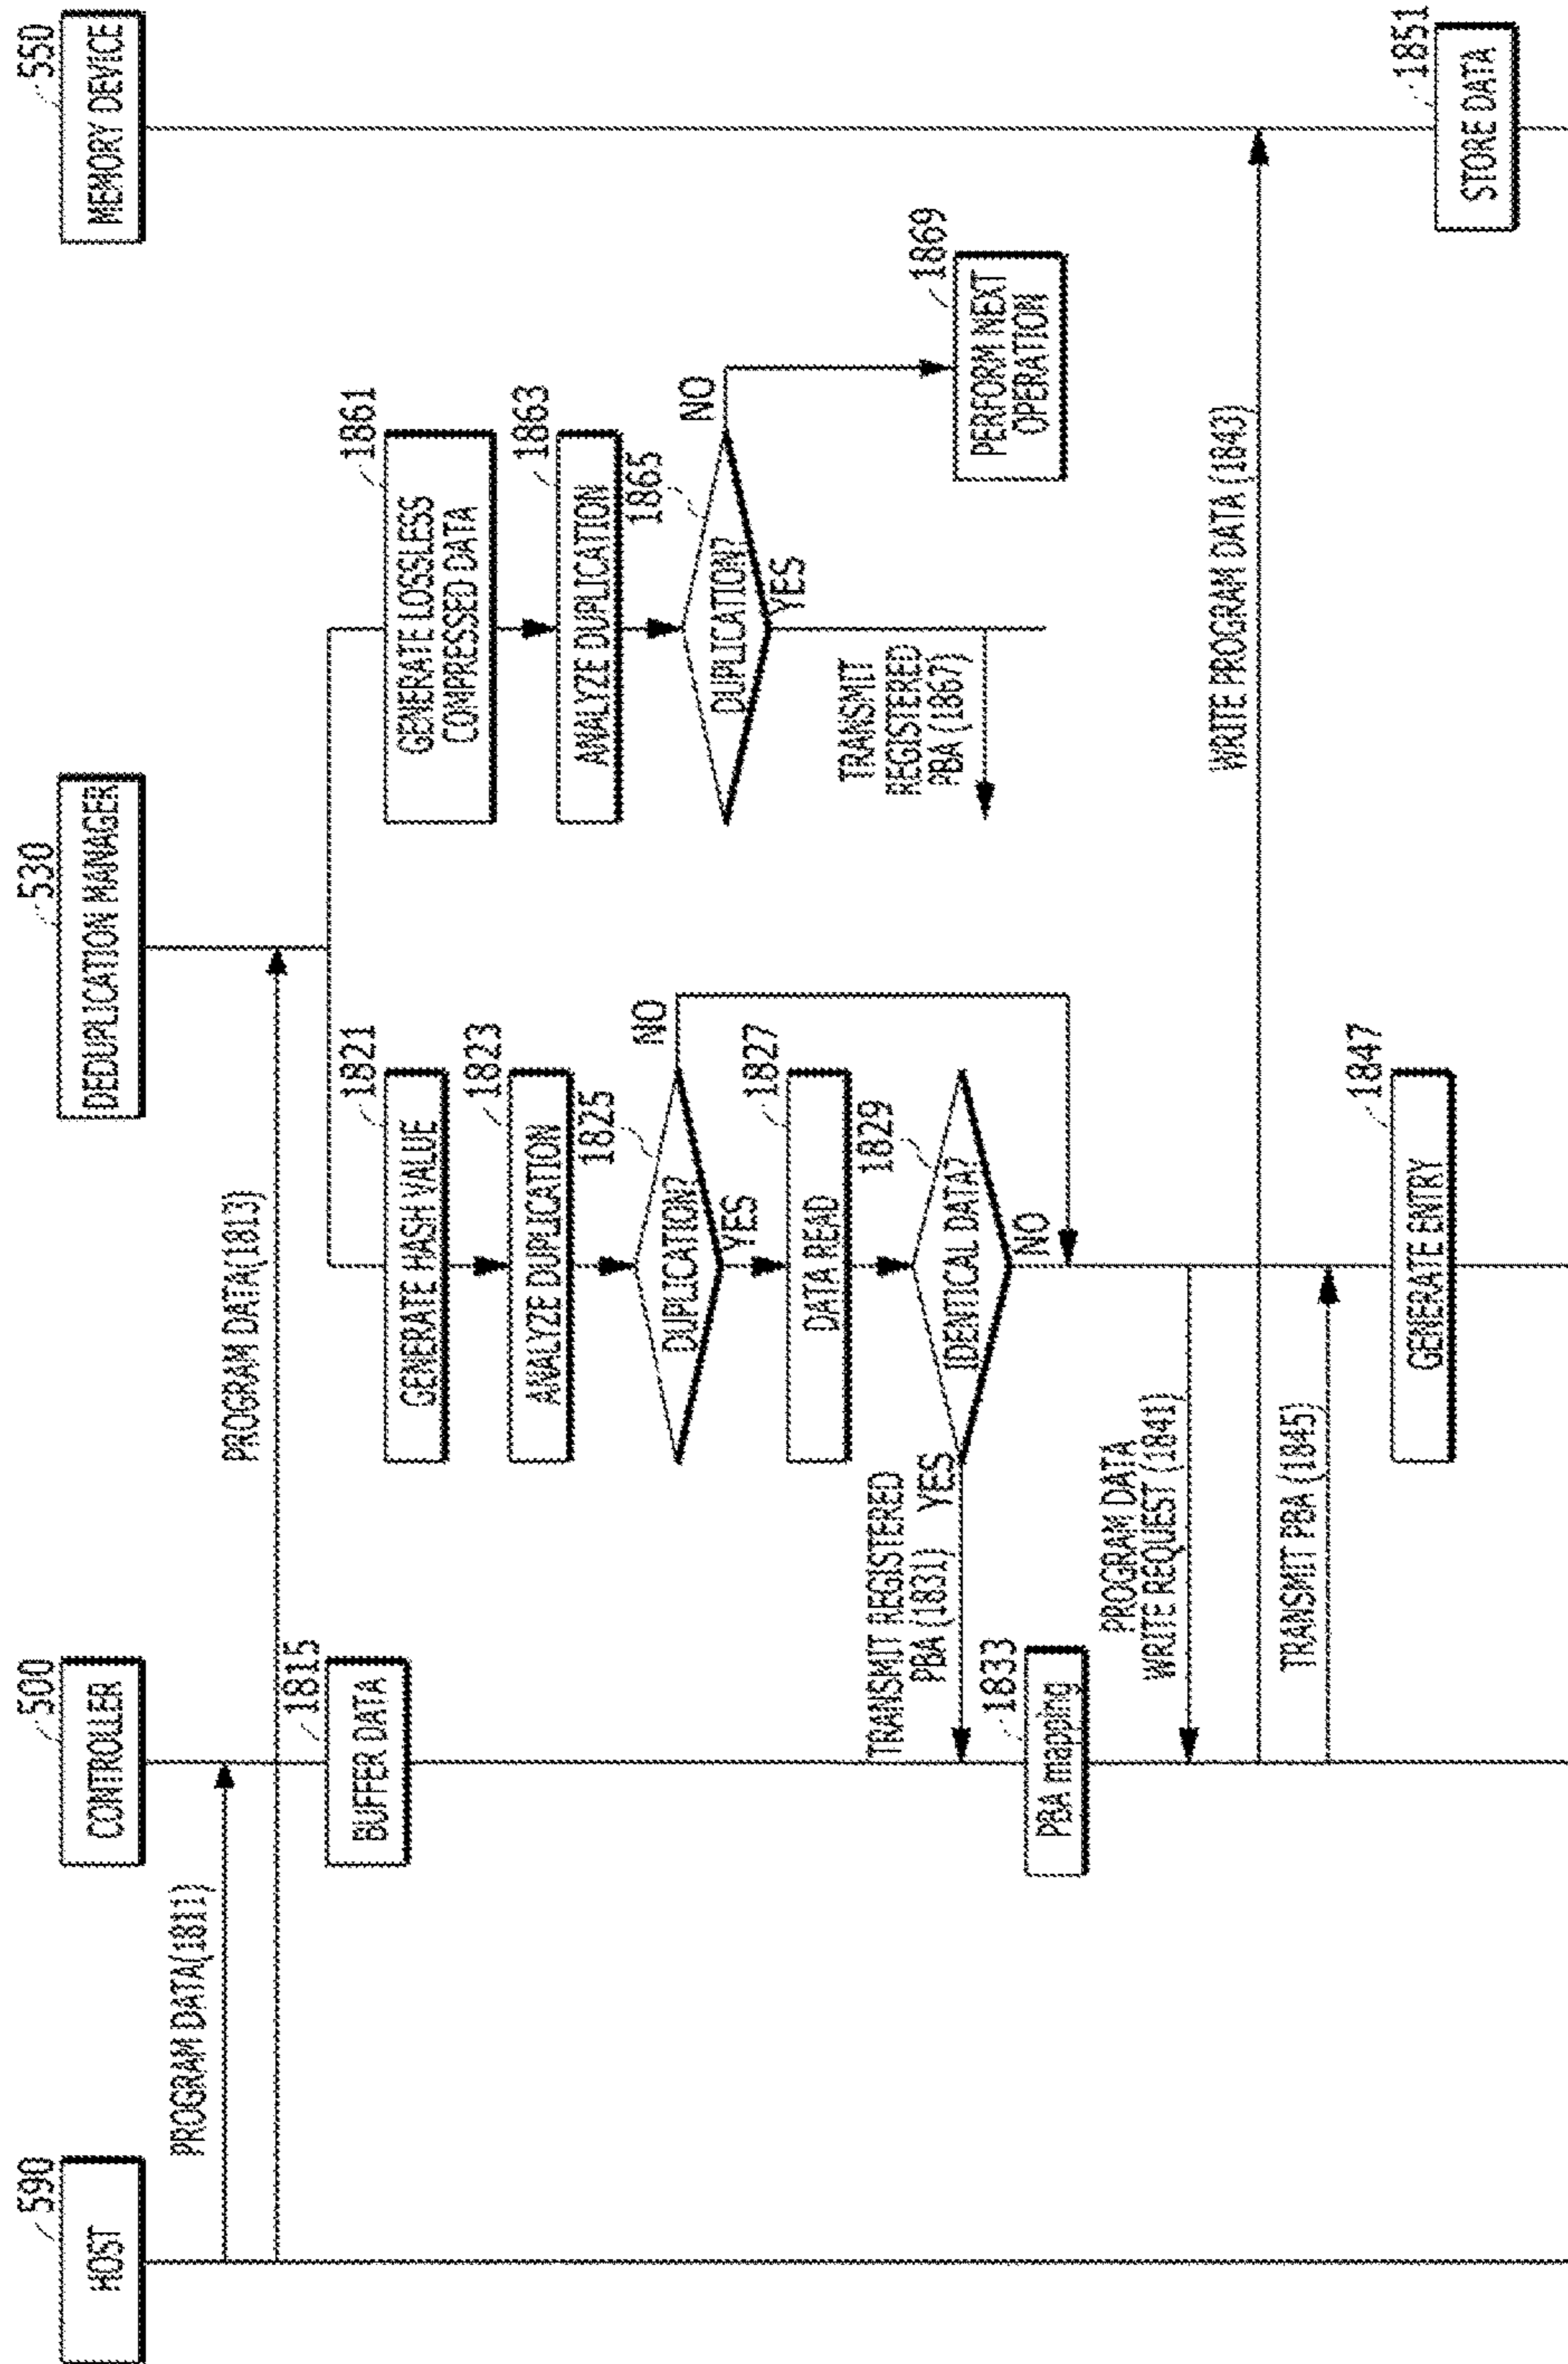 590
HOST
500
CONTROLLER
530
DEDUPLICATION MANAGER
550
MEMORY DEVICE
PROGRAM DATA(1811)
PROGRAM DATA(1813)
1815
BUFFER DATA
1821
GENERATE HASH VALUE
1823
ANALYZE DUPLICATION
1825
DUPLICATION?
NO
YES
1827
DATA READ
1829
IDENTICAL DATA?
YES
NO
TRANSMIT REGISTERED
PBA (1831)
1833
PBA mapping
1861
GENERATE LOSSLESS
COMPRESSED DATA
1863
ANALYZE DUPLICATION
1865
DUPLICATION?
NO
YES
TRANSMIT
REGISTERED
PBA (1867)
1869
PERFORM NEXT
OPERATION
PROGRAM DATA
WRITE REQUEST (1841)
WRITE PROGRAM DATA (1843)
TRANSMIT PBA (1845)
1847
GENERATE ENTRY
1851
STORE DATA